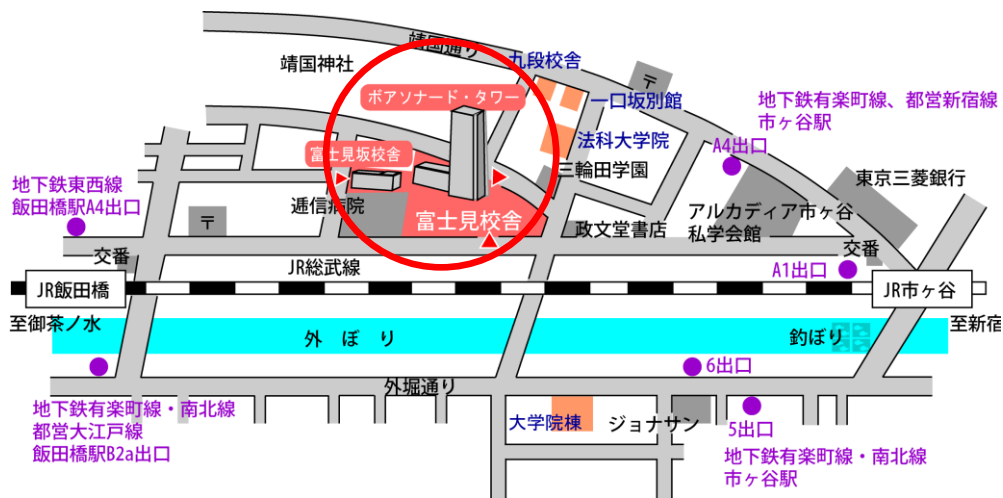 靖国通り
靖国神社
九段校舎
〒
ボアソナード・タワー
一口坂別館
地下鉄有楽町線、都営新宿線
市ヶ谷駅
A4出口
法科大学院
富士見坂校舎
三輪田学園
東京三菱銀行
地下鉄東西線
飯田橋駅A4出口
逓信病院
〒
富士見校舎
政文堂書店
アルカディア市ヶ谷
私学会館
交番
JR総武線
交番
A1出口
JR飯田橋
JR市ヶ谷
至御茶ノ水
至新宿
外ぼり
釣ぼり
外堀通り
6出口
地下鉄有楽町線・南北線
都営大江戸線
飯田橋駅B2a出口
大学院棟
ジョナサン
5出口
地下鉄有楽町線・南北線
市ヶ谷駅